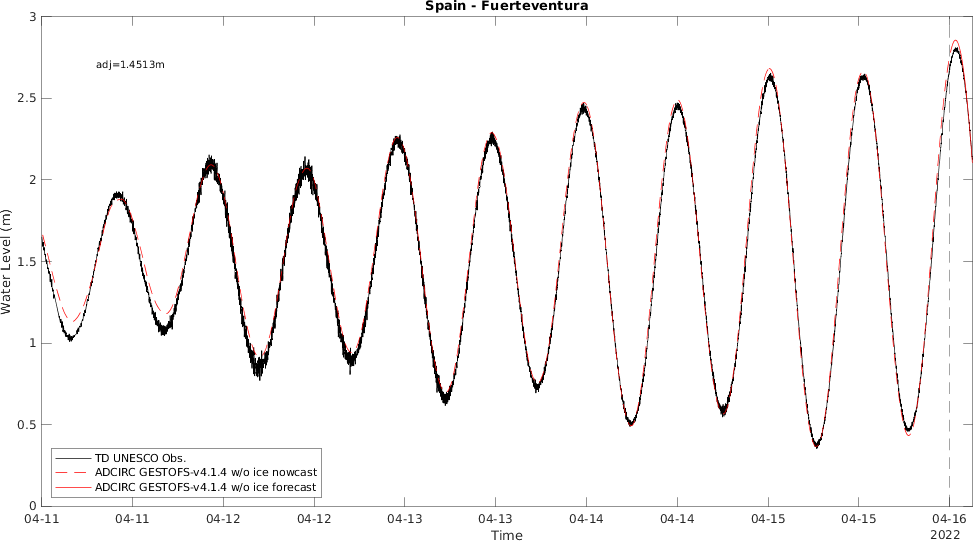 Spain - Fuerteventura
3
adj=1.4513m
2.5
2
1.5
Water Level (m)
1
0.5
TD UNESCO Obs.
ADCIRC GESTOFS-v4.1.4 w/o ice nowcast
ADCIRC GESTOFS-v4.1.4 w/o ice forecast
0
04-11 04-11 04-12 04-12 04-13 04-13 04-14 04-14 04-15 04-15 04-16
Time 2022